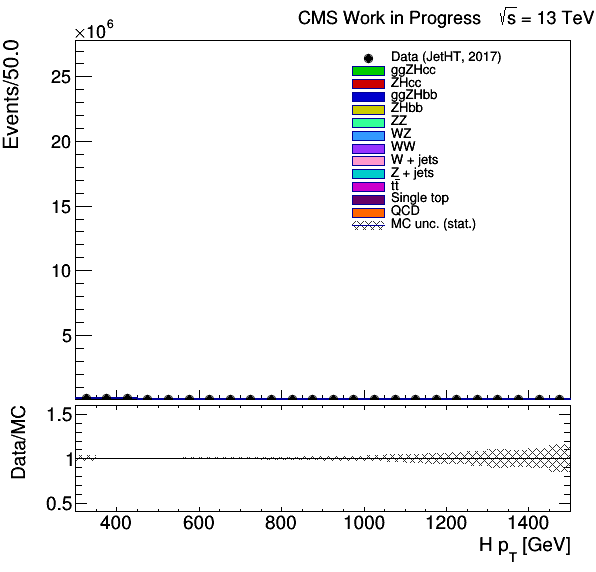 CMS Work in Progress √s = 13 TeV
×10⁶
Events/50.0
25
20
15
10
5
Data (JetHT, 2017)
ggZHcc
ZHcc
ggZHbb
ZHbb
ZZ
WZ
WW
W + jets
Z + jets
tt̄
Single top
QCD
MC unc. (stat.)
Data/MC
1.5
1
0.5
400 600 800 1000 1200 1400
H p_T [GeV]